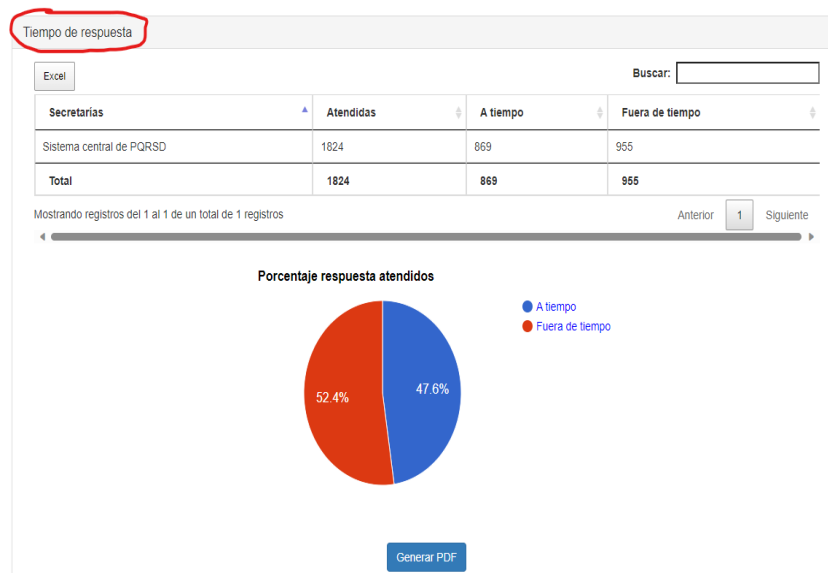 Tiempo de respuesta
Excel
Buscar:
Secretarías Atendidas A tiempo Fuera de tiempo
Sistema central de PQRSD 1824 869 955
Total 1824 869 955
Mostrando registros del 1 al 1 de un total de 1 registros
Anterior 1 Siguiente
Porcentaje respuesta atendidos
A tiempo
Fuera de tiempo
52.4% 47.6%
Generar PDF